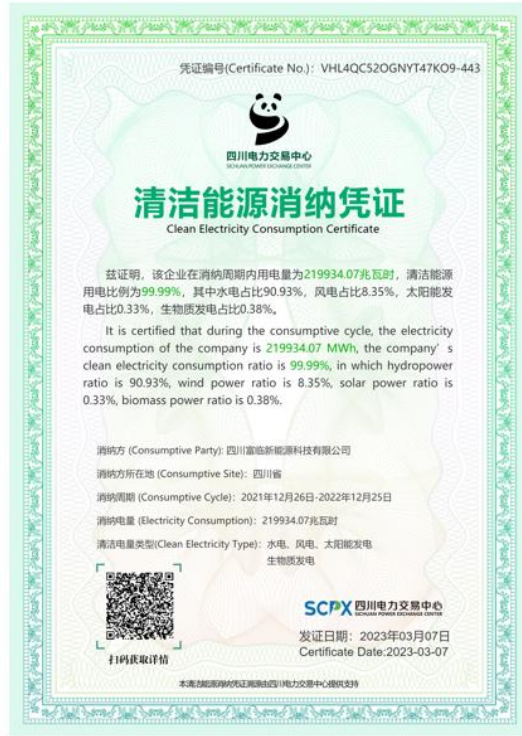 凭证编号(Certificate No.)：VHL4QC52OGNYT47KO9-443
四川电力交易中心
SICHUAN POWER EXCHANGE CENTER
清洁能源消纳凭证
Clean Electricity Consumption Certificate
兹证明，该企业在消纳周期内用电量为219934.07兆瓦时，清洁能源
用电比例为99.99%，其中水电占比90.93%，风电占比8.35%，太阳能发
电占比0.33%，生物质发电占比0.38%。
It is certified that during the consumptive cycle, the electricity
consumption of the company is 219934.07 MWh, the company's
clean electricity consumption ratio is 99.99%, in which hydropower
ratio is 90.93%, wind power ratio is 8.35%, solar power ratio is
0.33%, biomass power ratio is 0.38%.
消纳方 (Consumptive Party): 四川富临新能源科技有限公司
消纳方所在地 (Consumptive Site)：四川省
消纳周期 (Consumptive Cycle)：2021年12月26日-2022年12月25日
消纳电量 (Electricity Consumption)：219934.07兆瓦时
清洁电量类型(Clean Electricity Type)：水电、风电、太阳能发电
生物质发电
SCPX 四川电力交易中心
SICHUAN POWER EXCHANGE CENTER
扫码获取详情
发证日期：2023年03月07日
Certificate Date:2023-03-07
本清洁能源消纳凭证溯源由四川电力交易中心提供支持